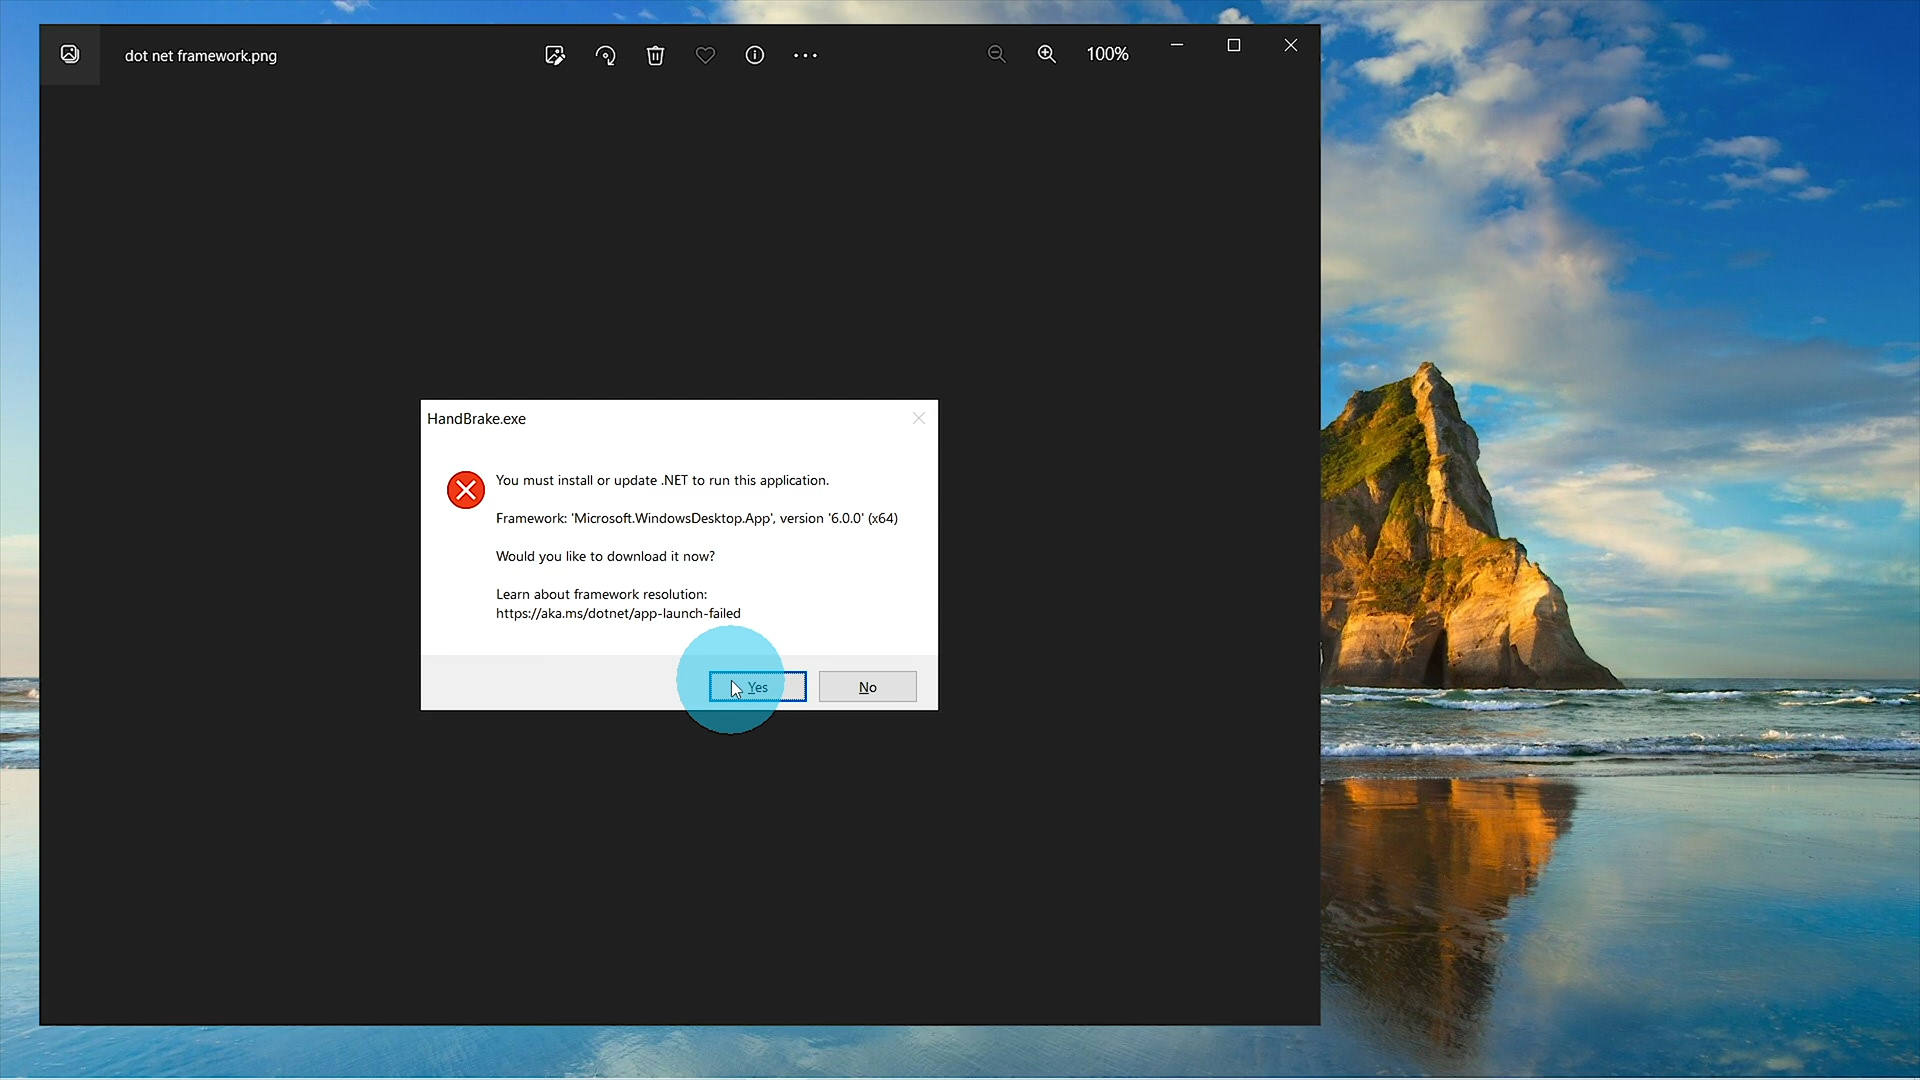 dot net framework.png
100%
HandBrake.exe
You must install or update .NET to run this application.
Framework: 'Microsoft.WindowsDesktop.App', version '6.0.0' (x64)
Would you like to download it now?
Learn about framework resolution:
https://aka.ms/dotnet/app-launch-failed
Yes
No